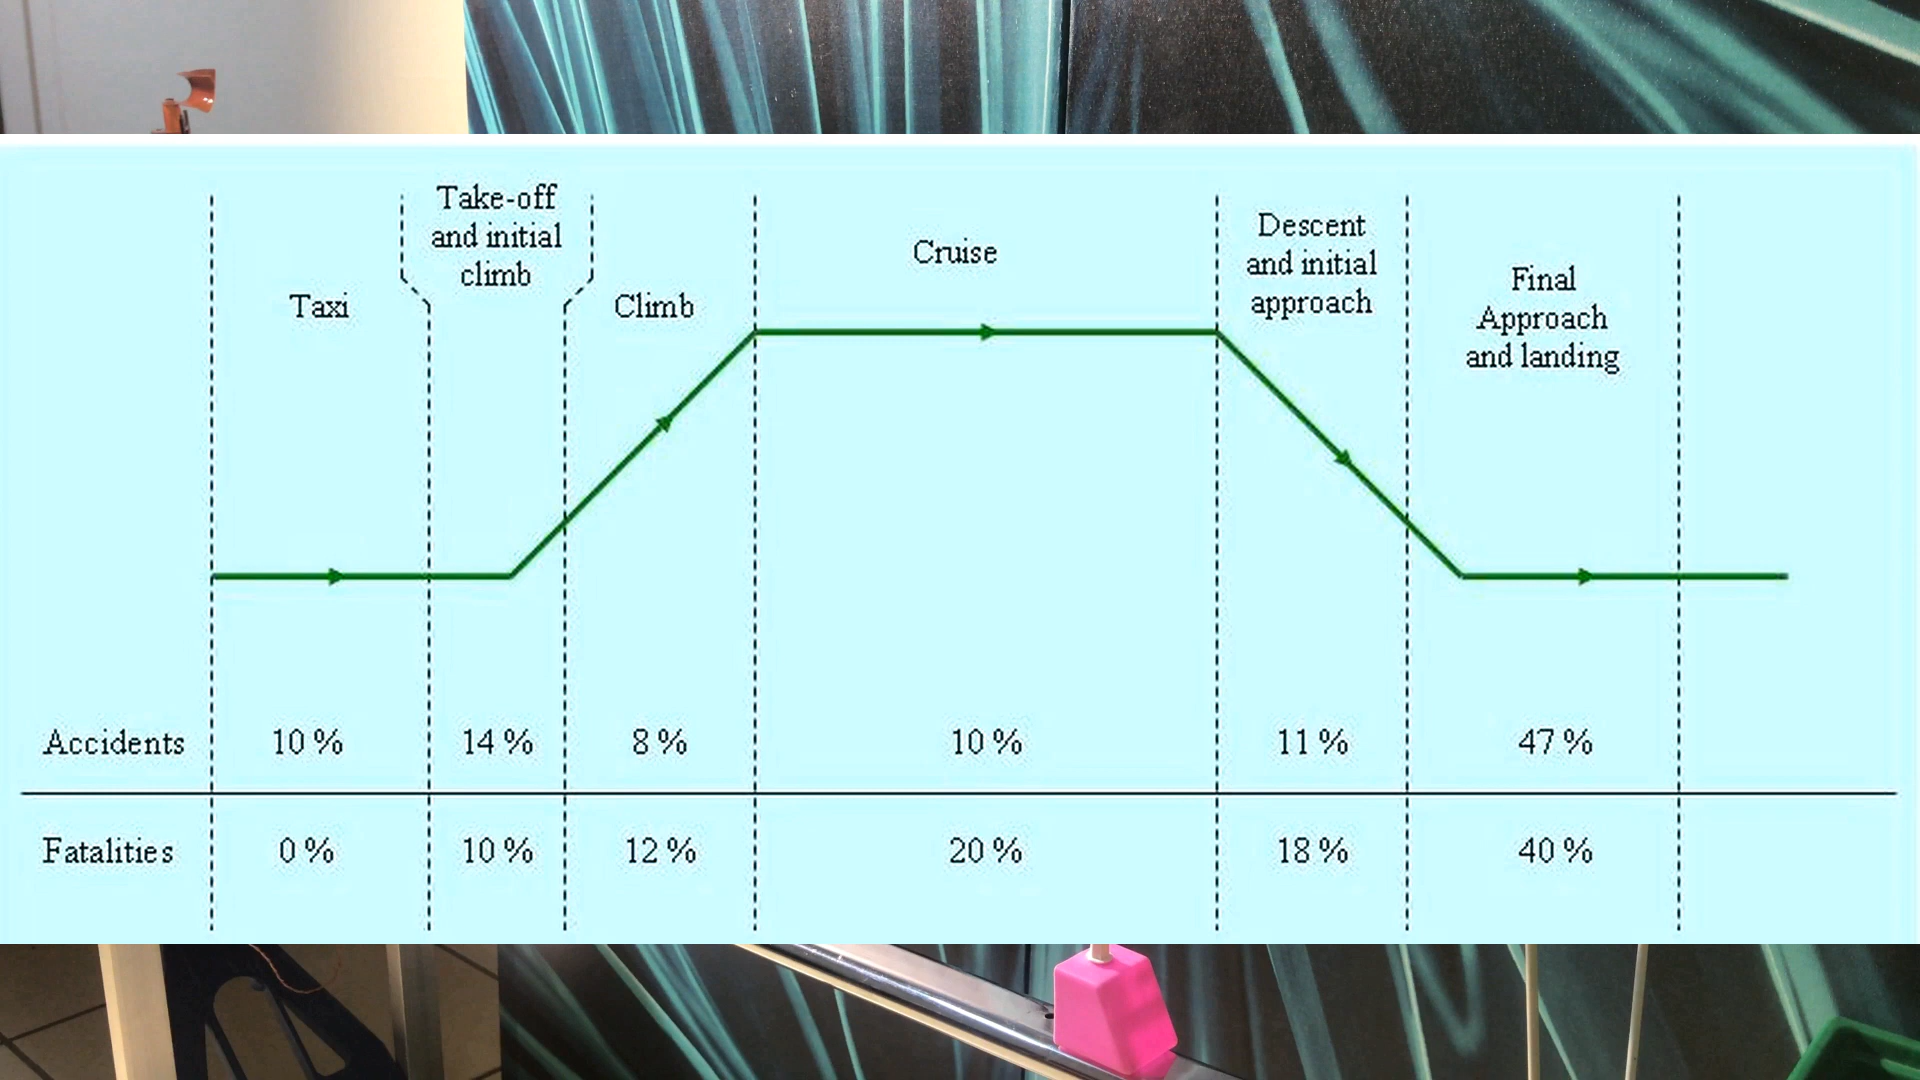 Take-off
and initial
climb
Taxi
Climb
Cruise
Descent
and initial
approach
Final
Approach
and landing
Accidents 10 % 14 % 8 % 10 % 11 % 47 %
Fatalities 0 % 10 % 12 % 20 % 18 % 40 %